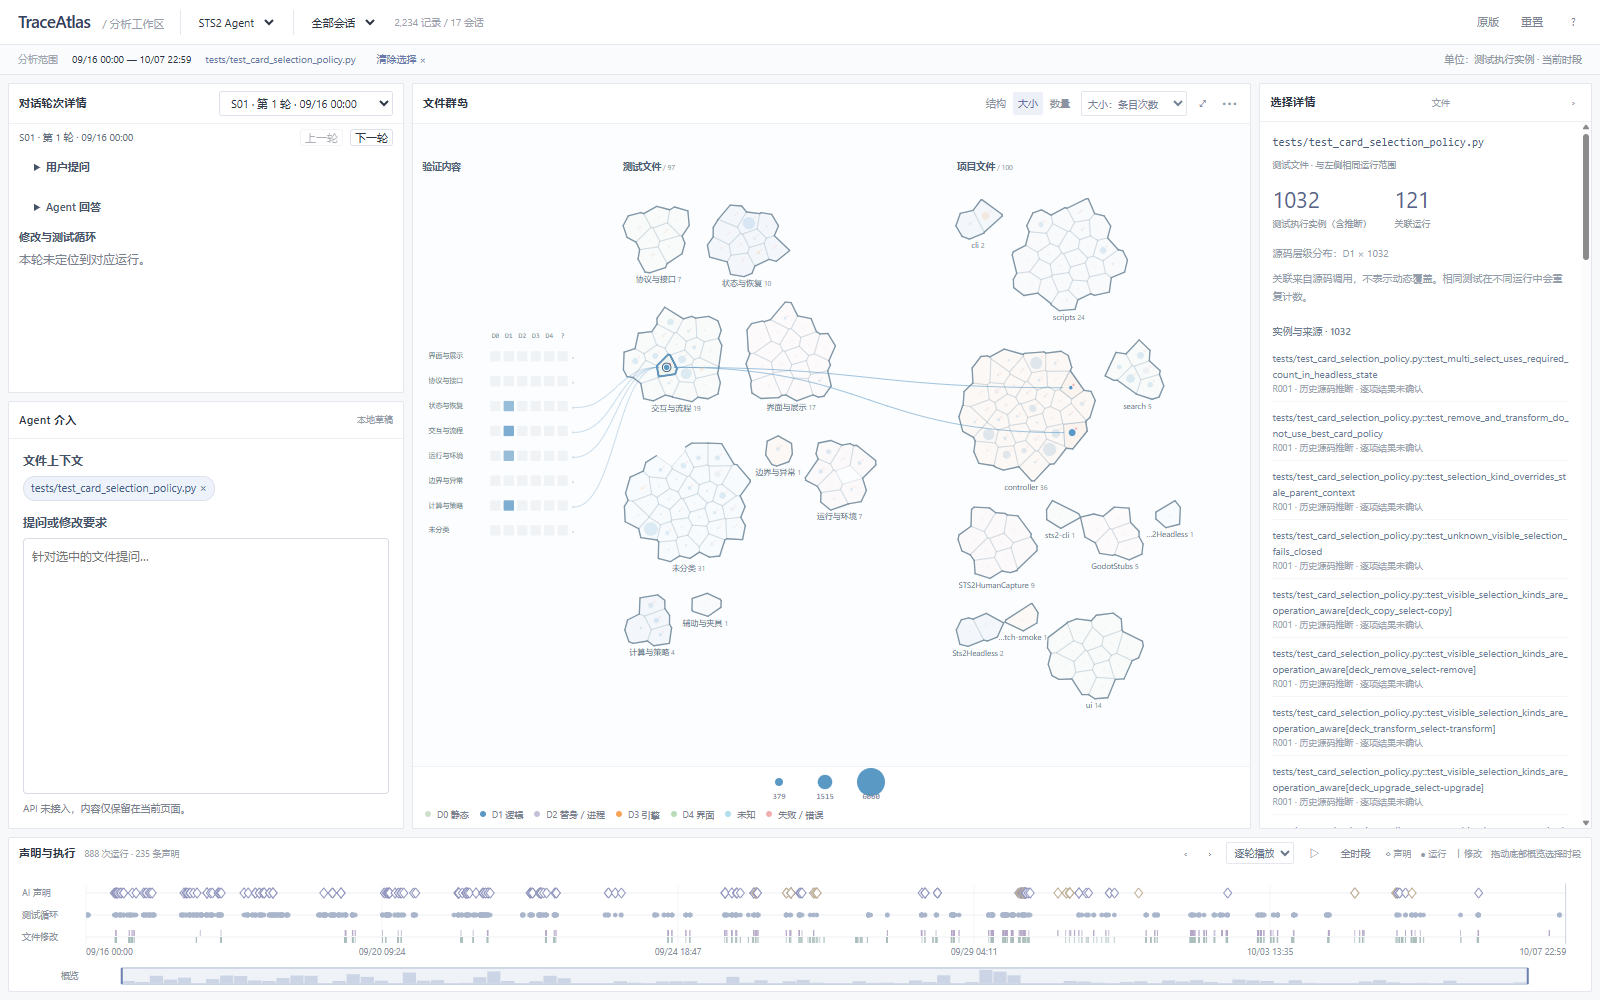 TraceAtlas / 分析工作区 STS2 Agent 全部会话 2,234 记录 / 17 会话 原版 重置 ?
分析范围 09/16 00:00 — 10/07 22:59 tests/test_card_selection_policy.py 清除选择 × 单位：测试执行实例 · 当前时段
对话轮次详情 S01 · 第 1 轮 · 09/16 00:00
S01 · 第 1 轮 · 09/16 00:00 上一轮 下一轮
▶ 用户提问
▶ Agent 回答
修改与测试循环
本轮未定位到对应运行。
Agent 介入 本地草稿
文件上下文
tests/test_card_selection_policy.py ×
提问或修改要求
针对选中的文件提问...
API 未接入，内容仅保留在当前页面。
文件群岛 结构 大小 数量 大小：条目次数 ⤢ ···
验证内容 测试文件 / 97 项目文件 / 100
协议与接口 7
状态与恢复 10
cli 2
scripts 24
D0 D1 D2 D3 D4 ?
界面与展示
协议与接口
状态与恢复
交互与流程
运行与环境
边界与异常
计算与策略
未分类
交互与流程 19
界面与展示 17
search 5
边界与异常 1
运行与环境 7
controller 36
未分类 31
sts2-cli 1
...2Headless 1
GodotStubs 5
STS2HumanCapture 9
辅助与夹具 1
计算与策略 4
...tch-smoke 1
Sts2Headless 2
ui 14
379 1515 6060
D0 静态 D1 逻辑 D2 替身 / 进程 D3 引擎 D4 界面 未知 失败 / 错误
选择详情 文件 ›
tests/test_card_selection_policy.py
测试文件 · 与左侧相同运行范围
1032 121
测试执行实例（含推断） 关联运行
源码层级分布：D1 × 1032
关联来自源码调用，不表示动态覆盖。相同测试在不同运行中会重
复计数。
实例与来源 · 1032
tests/test_card_selection_policy.py::test_multi_select_uses_required_
count_in_headless_state
R001 · 历史源码推断 · 逐项结果未确认
tests/test_card_selection_policy.py::test_remove_and_transform_do_
not_use_best_card_policy
R001 · 历史源码推断 · 逐项结果未确认
tests/test_card_selection_policy.py::test_selection_kind_overrides_st
ale_parent_context
R001 · 历史源码推断 · 逐项结果未确认
tests/test_card_selection_policy.py::test_unknown_visible_selection_
fails_closed
R001 · 历史源码推断 · 逐项结果未确认
tests/test_card_selection_policy.py::test_visible_selection_kinds_are_
operation_aware[deck_copy_select-copy]
R001 · 历史源码推断 · 逐项结果未确认
tests/test_card_selection_policy.py::test_visible_selection_kinds_are_
operation_aware[deck_remove_select-remove]
R001 · 历史源码推断 · 逐项结果未确认
tests/test_card_selection_policy.py::test_visible_selection_kinds_are_
operation_aware[deck_transform_select-transform]
R001 · 历史源码推断 · 逐项结果未确认
tests/test_card_selection_policy.py::test_visible_selection_kinds_are_
operation_aware[deck_upgrade_select-upgrade]
R001 · 历史源码推断 · 逐项结果未确认
声明与执行 888 次运行 · 235 条声明 ‹ › 逐轮播放 ▷ 全时段 声明 运行 修改 拖动底部概览选择时段
AI 声明
测试循环
文件修改
09/16 00:00 09/20 09:24 09/24 18:47 09/29 04:11 10/03 13:35 10/07 22:59
概览